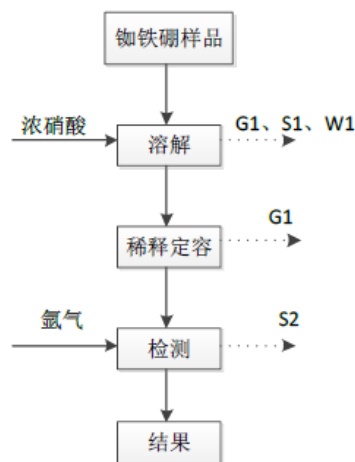 钕铁硼样品
浓硝酸
G1、S1、W1
溶解
G1
稀释定容
氩气
S2
检测
结果